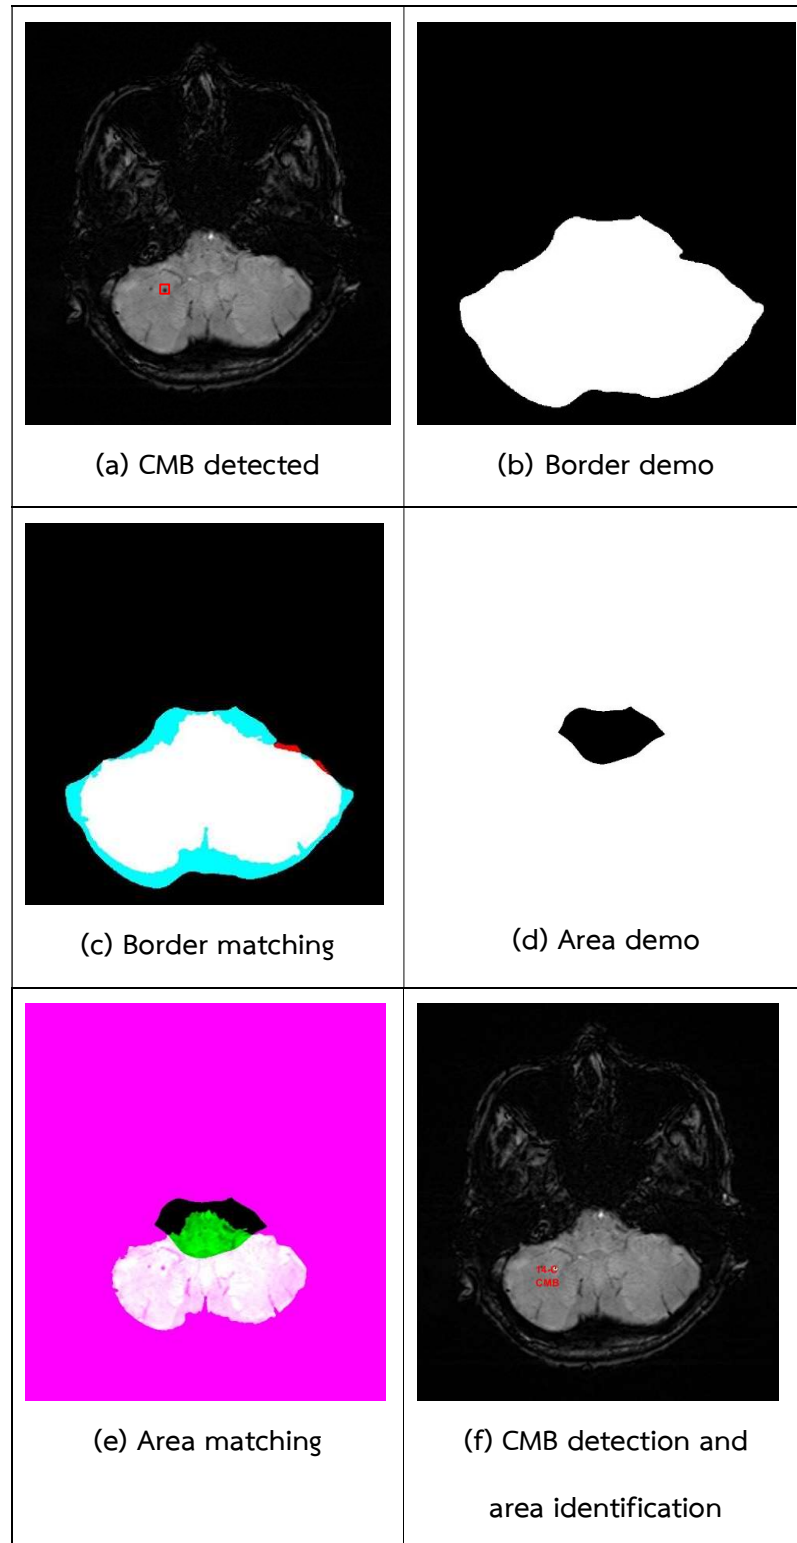 (a) CMB detected
(b) Border demo
(c) Border matching
(d) Area demo
(e) Area matching
CMB
(f) CMB detection and
area identification